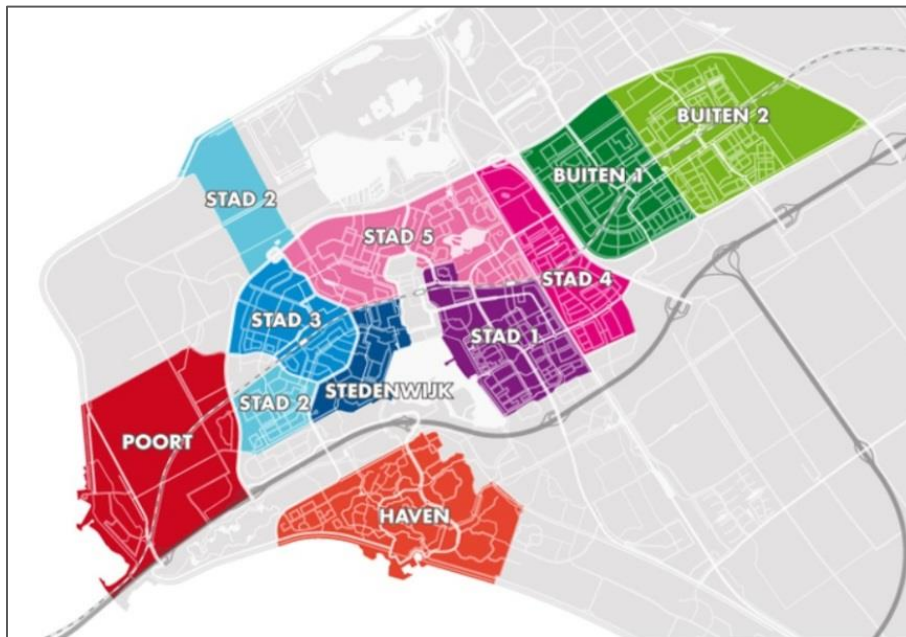 BUITEN 2
BUITEN 1
STAD 2
STAD 5
STAD 4
STAD 3
STAD 1
STEDENWIJK
STAD 2
POORT
HAVEN